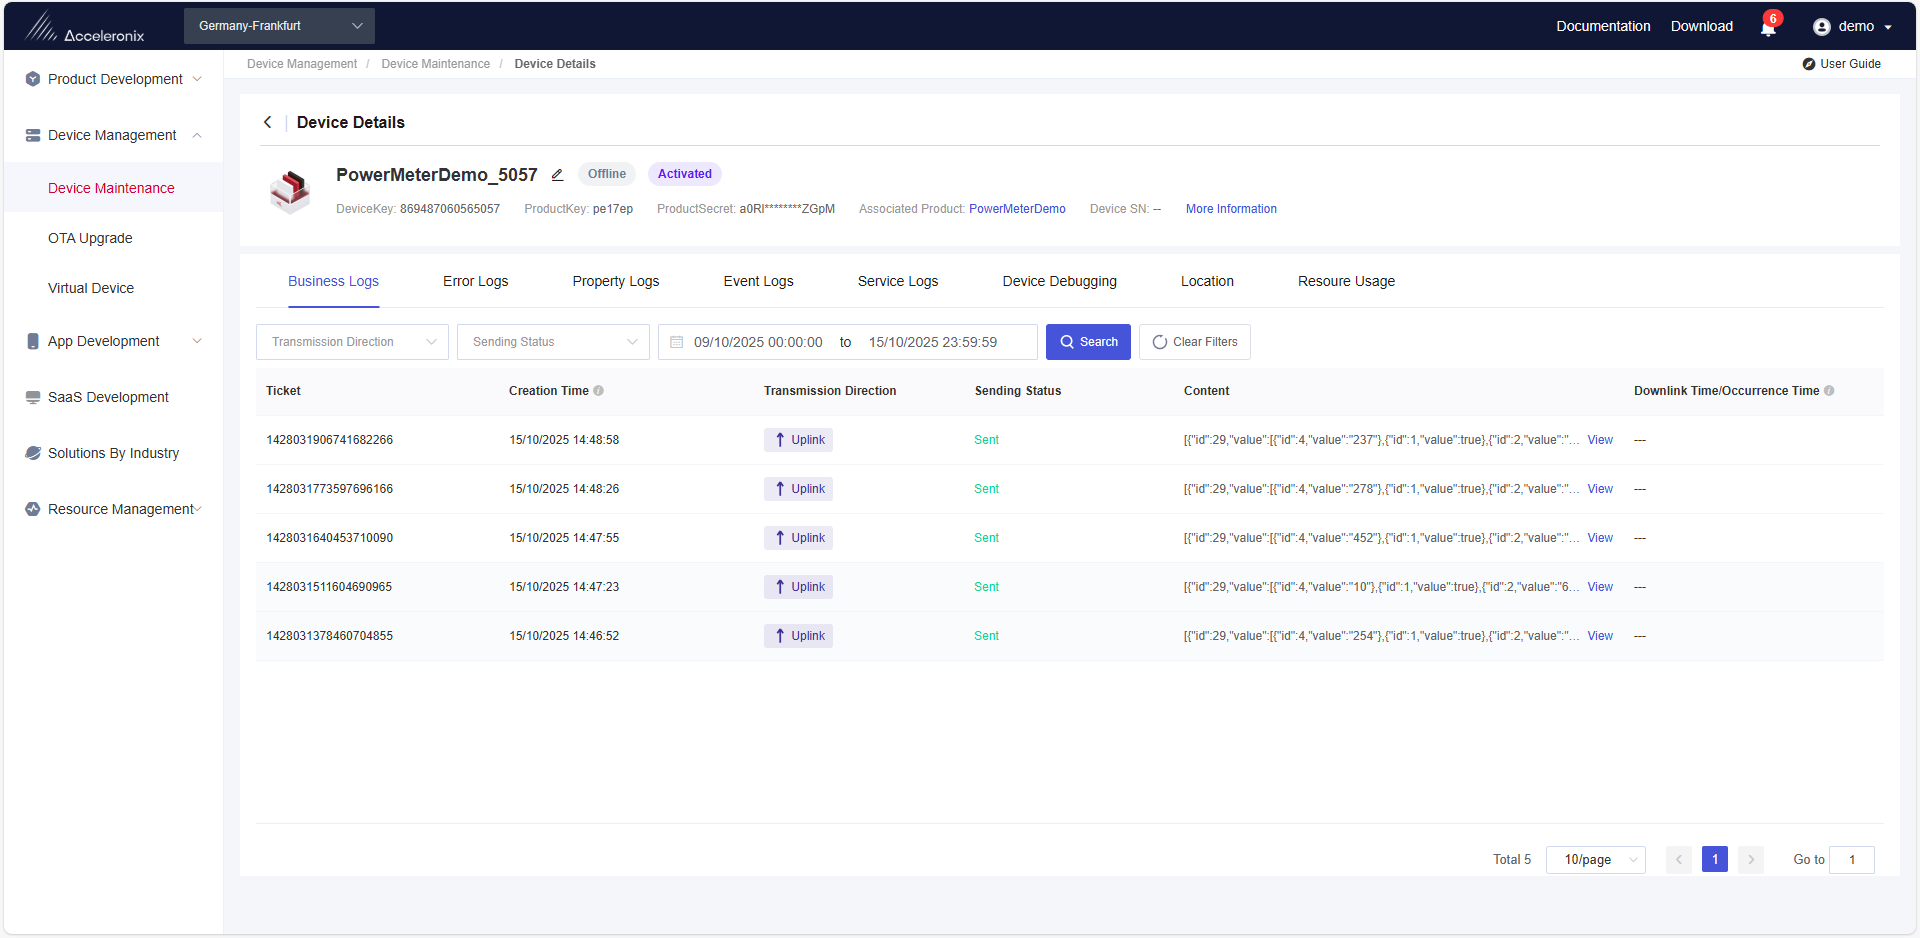 Acceleronix
Germany-Frankfurt
Documentation
Download
6
demo
Product Development
Device Management
Device Maintenance
OTA Upgrade
Virtual Device
App Development
SaaS Development
Solutions By Industry
Resource Management
Device Management / Device Maintenance / Device Details
User Guide
Device Details
PowerMeterDemo_5057
Offline
Activated
DeviceKey: 869487060565057 ProductKey: pe17ep ProductSecret: a0RI********ZGpM Associated Product: PowerMeterDemo Device SN: -- More Information
Business Logs Error Logs Property Logs Event Logs Service Logs Device Debugging Location Resoure Usage
Transmission Direction Sending Status 09/10/2025 00:00:00 to 15/10/2025 23:59:59 Search Clear Filters
Ticket Creation Time Transmission Direction Sending Status Content Downlink Time/Occurrence Time
1428031906741682266 15/10/2025 14:48:58 Uplink Sent [{"id":29,"value":[{"id":4,"value":"237"},{"id":1,"value":true},{"id":2,"value":"... View ---
1428031773597696166 15/10/2025 14:48:26 Uplink Sent [{"id":29,"value":[{"id":4,"value":"278"},{"id":1,"value":true},{"id":2,"value":"... View ---
1428031640453710090 15/10/2025 14:47:55 Uplink Sent [{"id":29,"value":[{"id":4,"value":"452"},{"id":1,"value":true},{"id":2,"value":"... View ---
1428031511604690965 15/10/2025 14:47:23 Uplink Sent [{"id":29,"value":[{"id":4,"value":"10"},{"id":1,"value":true},{"id":2,"value":"6... View ---
1428031378460704855 15/10/2025 14:46:52 Uplink Sent [{"id":29,"value":[{"id":4,"value":"254"},{"id":1,"value":true},{"id":2,"value":"... View ---
Total 5 10/page 1 Go to 1